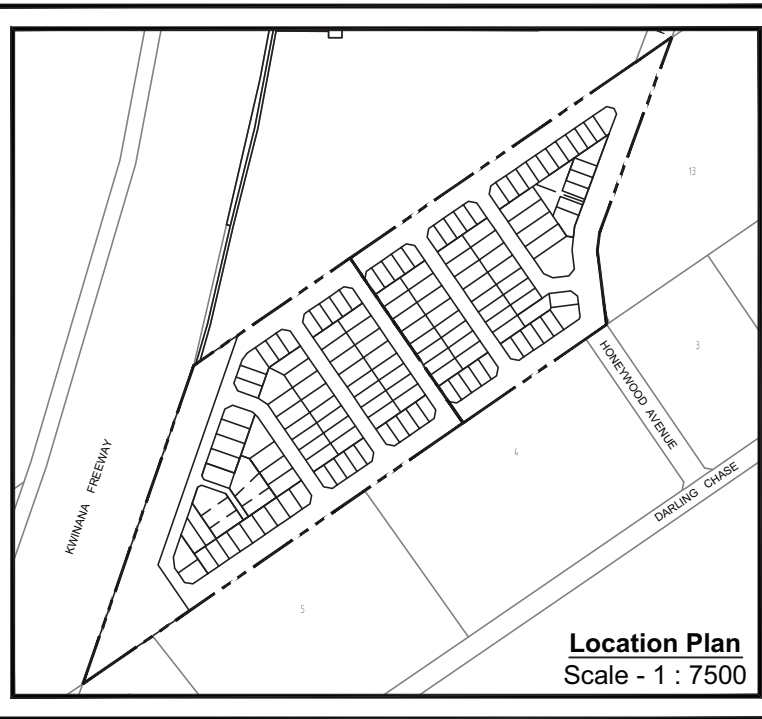 13
3
HONEYWOOD AVENUE
KWINANA FREEWAY
4
DARLING CHASE
5
Location Plan
Scale - 1 : 7500